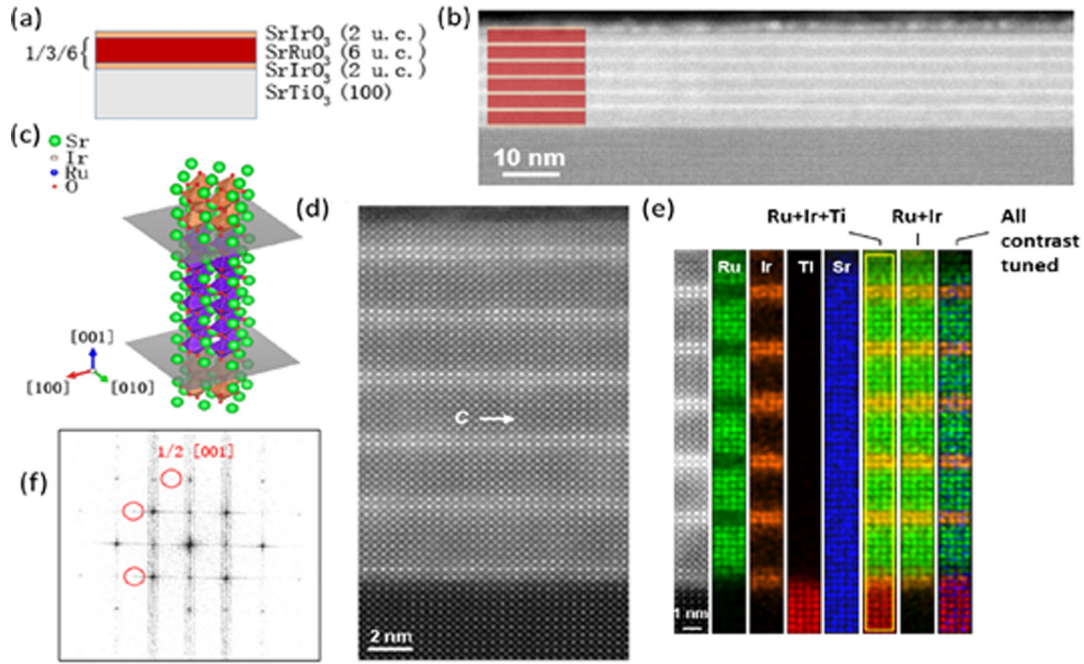 (a)
SrIrO3 (2 u.c.)
1/3/6 { SrRuO3 (6 u.c.)
SrIrO3 (2 u.c.)
SrTiO3 (100)
(b)
10 nm
(c)
Sr
Ir
Ru
O
[001]
[100]
[010]
(d)
C
2 nm
(e)
Ru+Ir+Ti
Ru+Ir
All
contrast
tuned
Ru Ir Ti Sr
1 nm
(f)
1/2 [001]